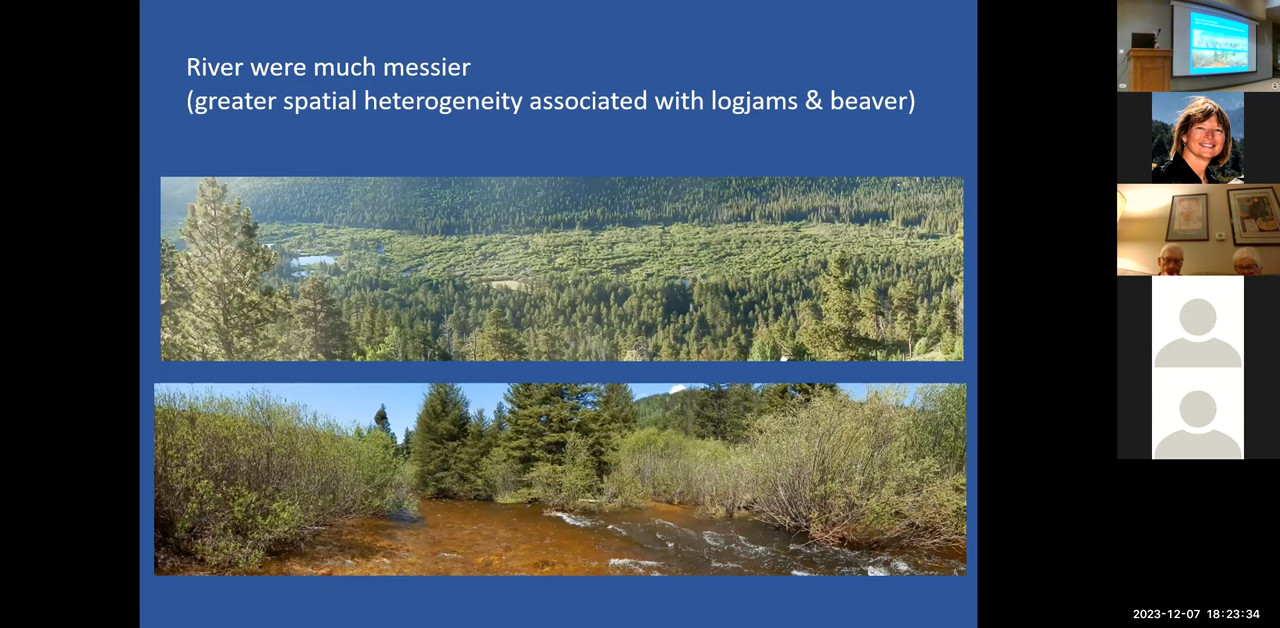 River were much messier
(greater spatial heterogeneity associated with logjams & beaver)
2023-12-07 18:23:34